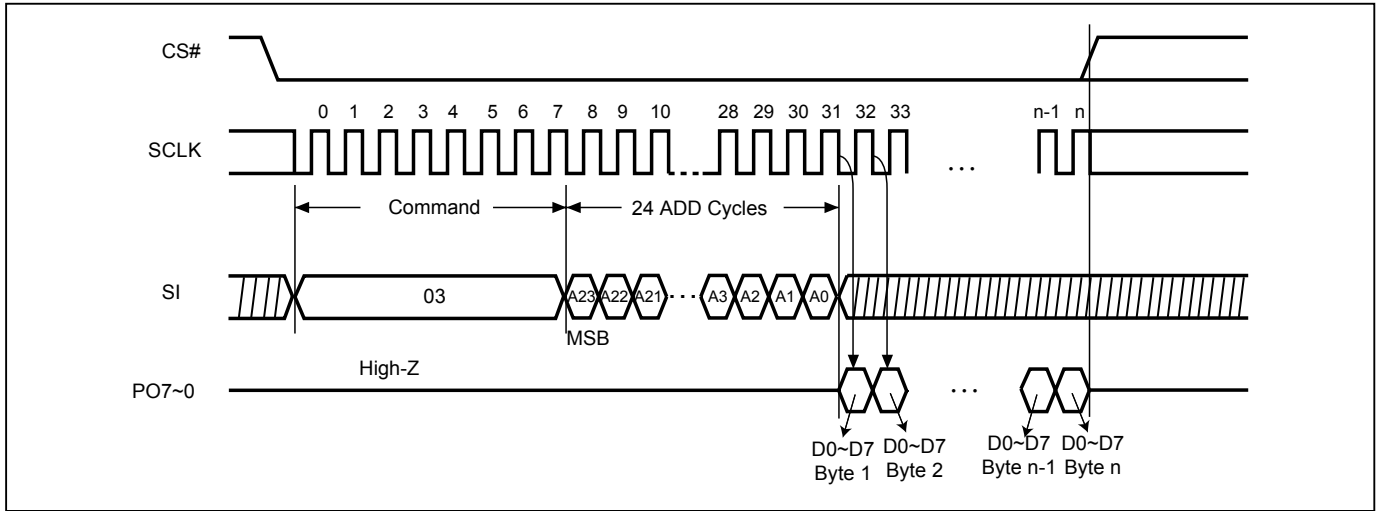 CS#
0 1 2 3 4 5 6 7 8 9 10 28 29 30 31 32 33 n-1 n
SCLK
...
Command
24 ADD Cycles
SI
03
A23 A22 A21 ... A3 A2 A1 A0
MSB
High-Z
PO7~0
...
D0~D7 D0~D7 D0~D7 D0~D7
Byte 1 Byte 2 Byte n-1 Byte n